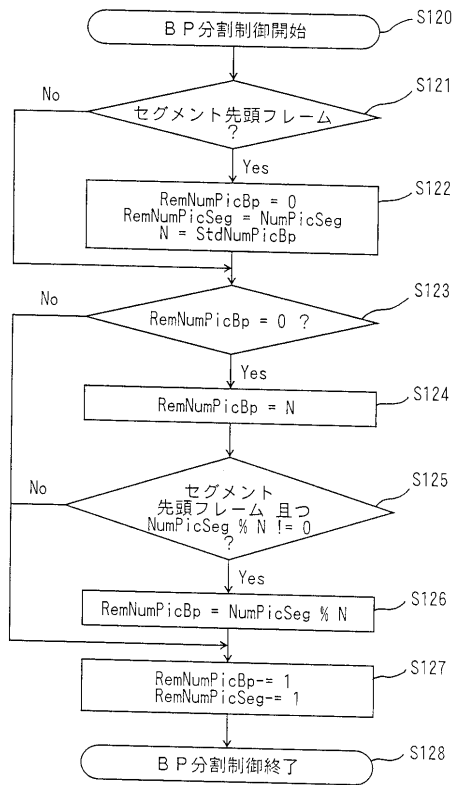 BP分割制御開始
S120
S121
No
セグメント先頭フレーム
?
Yes
S122
RemNumPicBp = 0
RemNumPicSeg = NumPicSeg
N = StdNumPicBp
S123
No
RemNumPicBp = 0 ?
Yes
S124
RemNumPicBp = N
S125
No
セグメント
先頭フレーム 且つ
NumPicSeg % N != 0
?
Yes
S126
RemNumPicBp = NumPicSeg % N
S127
RemNumPicBp-= 1
RemNumPicSeg-= 1
S128
BP分割制御終了